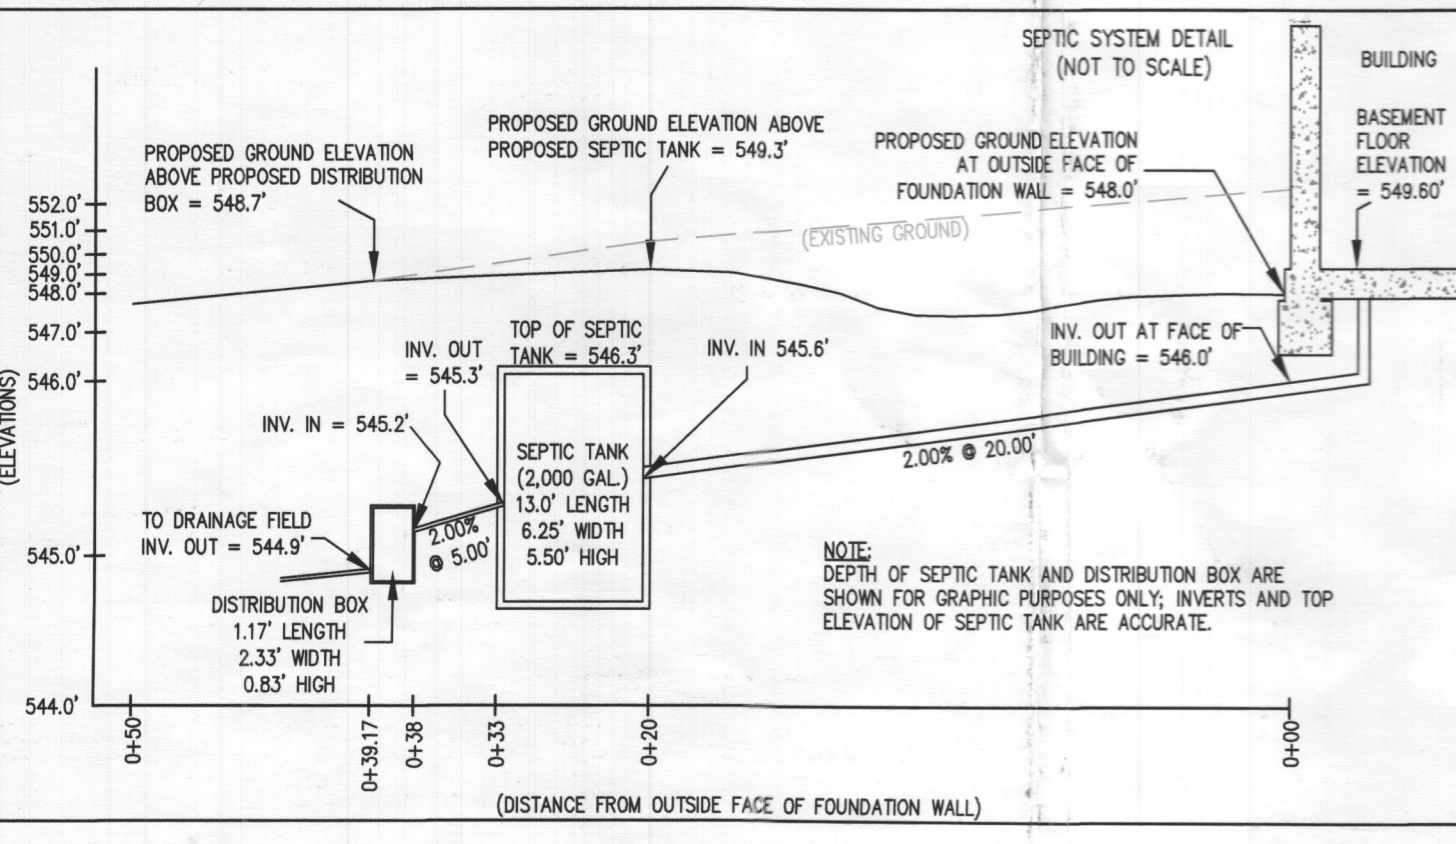 SEPTIC SYSTEM DETAIL
(NOT TO SCALE)
BUILDING
BASEMENT
FLOOR
ELEVATION
= 549.60'
PROPOSED GROUND ELEVATION
AT OUTSIDE FACE OF
FOUNDATION WALL = 548.0'
PROPOSED GROUND ELEVATION ABOVE
PROPOSED SEPTIC TANK = 549.3'
PROPOSED GROUND ELEVATION
ABOVE PROPOSED DISTRIBUTION
BOX = 548.7'
552.0'
551.0'
550.0'
549.0'
548.0'
547.0'
546.0'
545.0'
544.0'
(ELEVATIONS)
(EXISTING GROUND)
TOP OF SEPTIC
TANK = 546.3'
INV. OUT
= 545.3'
INV. IN 545.6'
INV. OUT AT FACE OF
BUILDING = 546.0'
INV. IN = 545.2'
SEPTIC TANK
(2,000 GAL.)
13.0' LENGTH
6.25' WIDTH
5.50' HIGH
2.00% @ 20.00'
2.00%
@ 5.00'
TO DRAINAGE FIELD
INV. OUT = 544.9'
DISTRIBUTION BOX
1.17' LENGTH
2.33' WIDTH
0.83' HIGH
NOTE:
DEPTH OF SEPTIC TANK AND DISTRIBUTION BOX ARE
SHOWN FOR GRAPHIC PURPOSES ONLY; INVERTS AND TOP
ELEVATION OF SEPTIC TANK ARE ACCURATE.
0+50
0+39.17
0+38
0+33
0+20
0+00
(DISTANCE FROM OUTSIDE FACE OF FOUNDATION WALL)